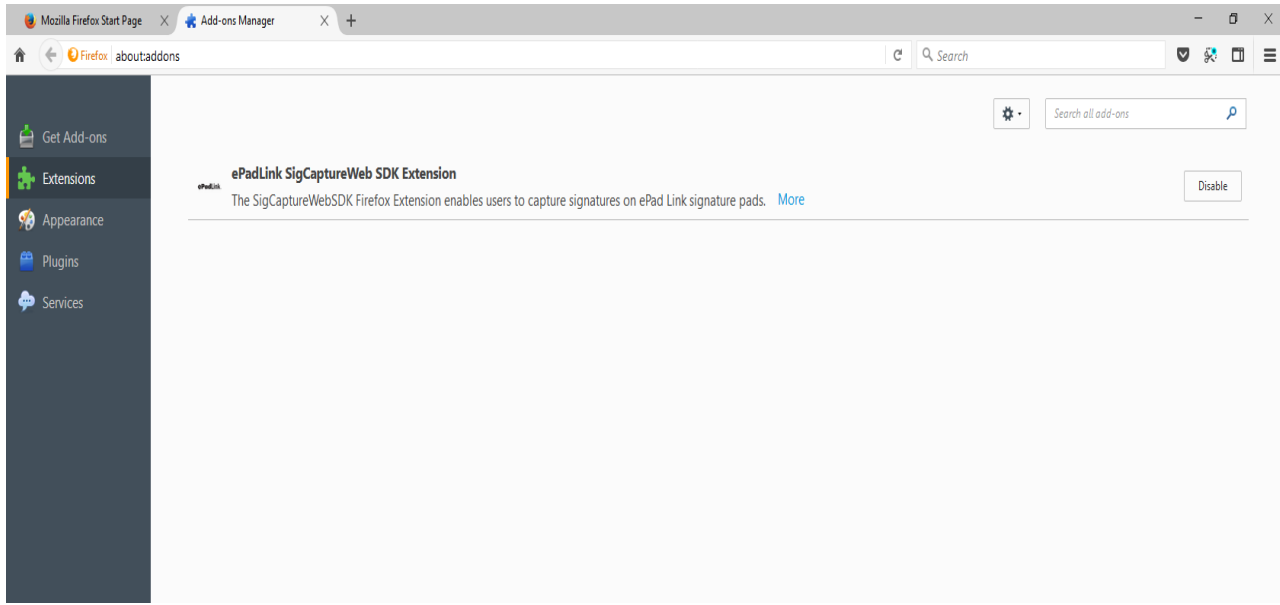 Mozilla Firefox Start Page
Add-ons Manager
Firefox about:addons
Search
Search all add-ons
Get Add-ons
Extensions
Appearance
Plugins
Services
ePadLink
ePadLink SigCaptureWeb SDK Extension
The SigCaptureWebSDK Firefox Extension enables users to capture signatures on ePad Link signature pads. More
Disable